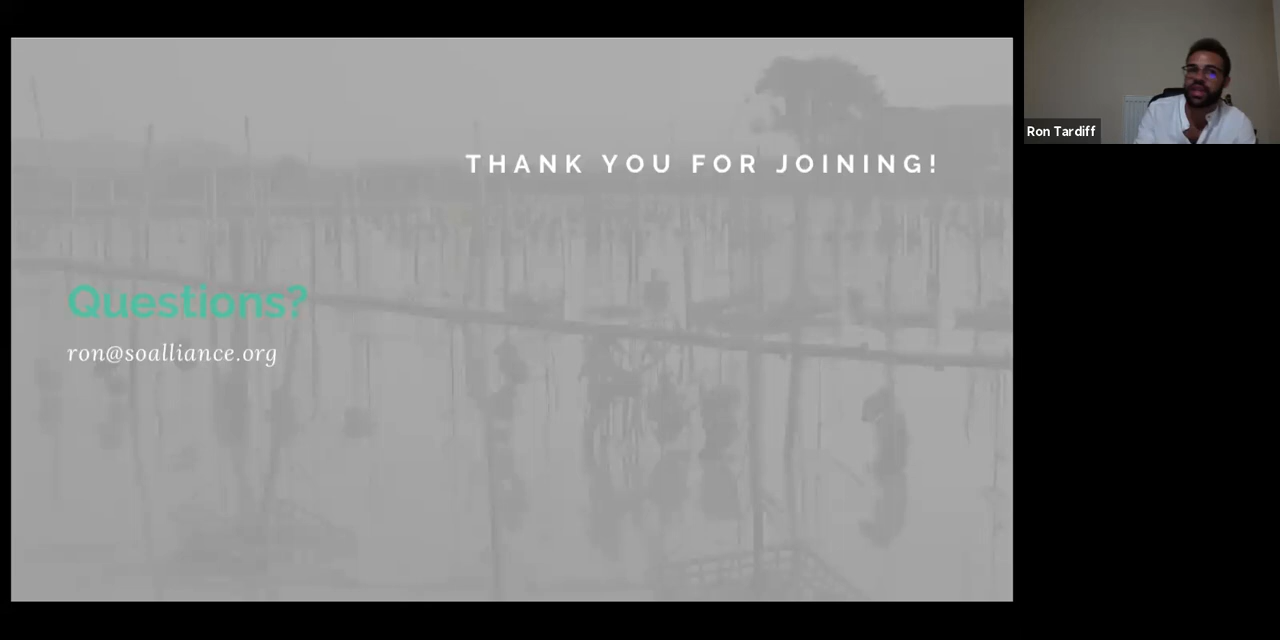 THANK YOU FOR JOINING!
Questions?
ron@soalliance.org
Ron Tardiff